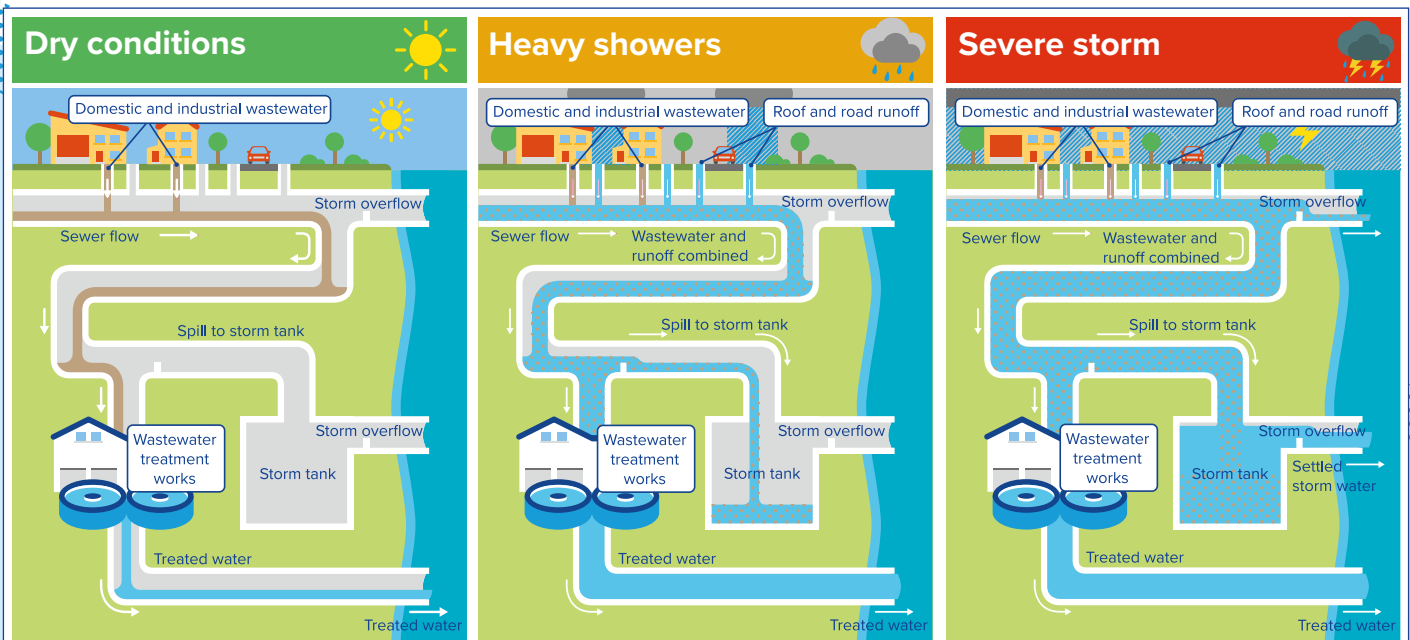 Dry conditions
Domestic and industrial wastewater
Storm overflow
Sewer flow
Spill to storm tank
Storm overflow
Wastewater
treatment
works
Storm tank
Treated water
Treated water
Heavy showers
Domestic and industrial wastewater
Roof and road runoff
Storm overflow
Sewer flow
Wastewater and
runoff combined
Spill to storm tank
Storm overflow
Wastewater
treatment
works
Storm tank
Treated water
Treated water
Severe storm
Domestic and industrial wastewater
Roof and road runoff
Storm overflow
Sewer flow
Wastewater and
runoff combined
Spill to storm tank
Storm overflow
Wastewater
treatment
works
Storm tank
Settled
storm water
Treated water
Treated water